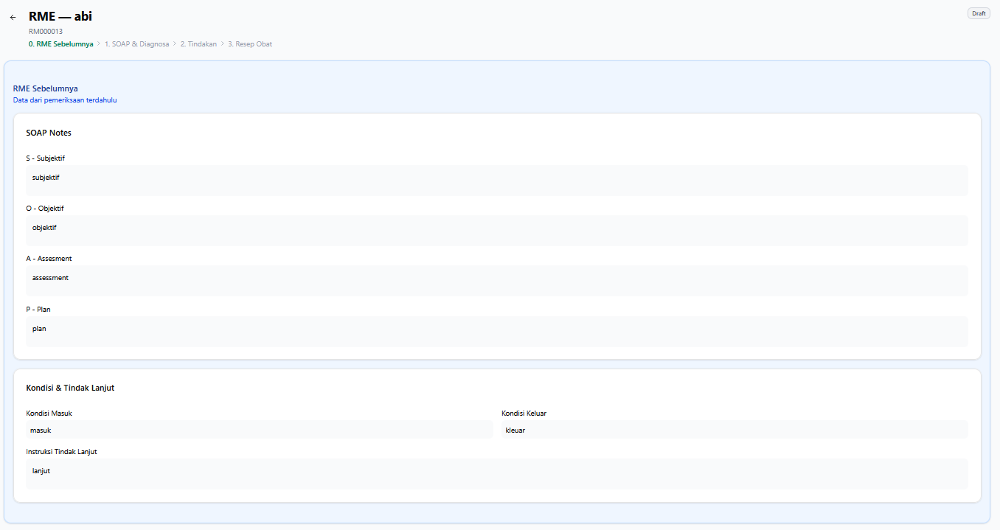 RME — abi
Draft
RM000013
0. RME Sebelumnya > 1. SOAP & Diagnosa > 2. Tindakan > 3. Resep Obat
RME Sebelumnya
Data dari pemeriksaan terdahulu
SOAP Notes
S - Subjektif
subjektif
O - Objektif
objektif
A - Assesment
assessment
P - Plan
plan
Kondisi & Tindak Lanjut
Kondisi Masuk
masuk
Kondisi Keluar
kleuar
Instruksi Tindak Lanjut
lanjut